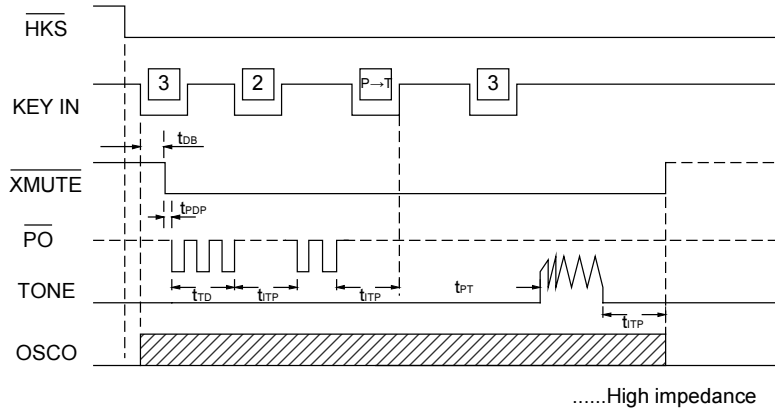 HKS
3 2 P→T 3
KEY IN
tDB
XMUTE
tPDP
PO
TONE
tTD tITP tITP tPT tITP
OSCO
......High impedance